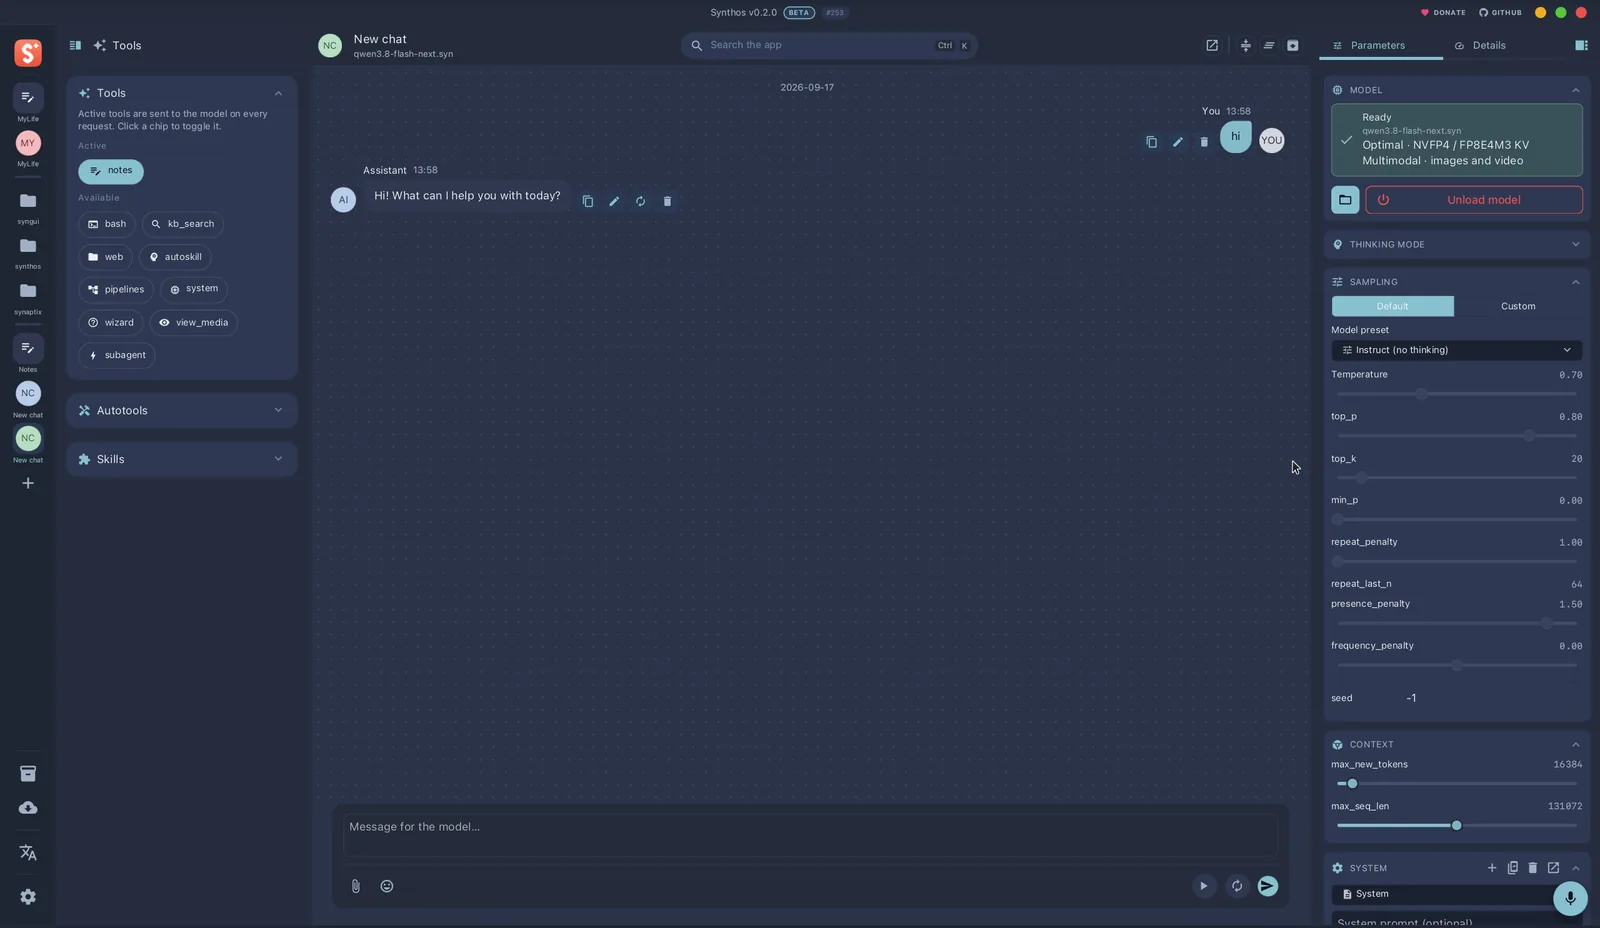 Synthos v0.2.0 BETA #253
DONATE GITHUB
MyLife
MY
MyLife
syngui
synthos
synaptix
Notes
NC
New chat
NC
New chat
Tools
Tools
Active tools are sent to the model on every
request. Click a chip to toggle it.
Active
notes
Available
bash kb_search
web autoskill
pipelines system
wizard view_media
subagent
Autotools
Skills
NC New chat
qwen3.8-flash-next.syn
Search the app Ctrl K
2026-09-17
You 13:58
hi YOU
Assistant 13:58
AI Hi! What can I help you with today?
Message for the model...
Parameters Details
MODEL
Ready
qwen3.8-flash-next.syn
Optimal · NVFP4 / FP8E4M3 KV
Multimodal · images and video
Unload model
THINKING MODE
SAMPLING
Default Custom
Model preset
Instruct (no thinking)
Temperature 0.70
top_p 0.80
top_k 20
min_p 0.00
repeat_penalty 1.00
repeat_last_n 64
presence_penalty 1.50
frequency_penalty 0.00
seed -1
CONTEXT
max_new_tokens 16384
max_seq_len 131072
SYSTEM
System
System prompt (optional)